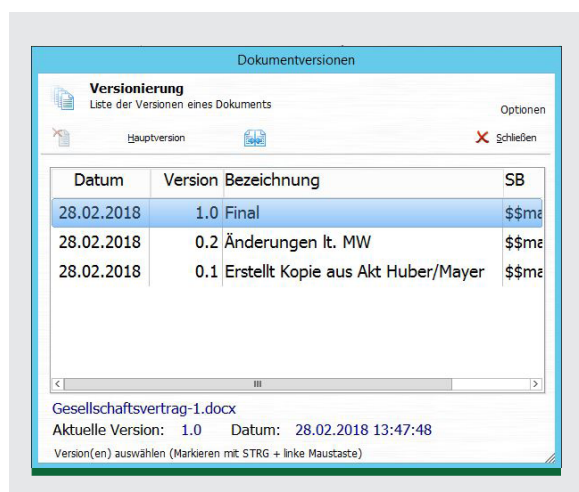 Dokumentversionen
Versionierung
Liste der Versionen eines Dokuments
Optionen
Hauptversion Schließen
Datum Version Bezeichnung SB
28.02.2018 1.0 Final $$ma
28.02.2018 0.2 Änderungen lt. MW $$ma
28.02.2018 0.1 Erstellt Kopie aus Akt Huber/Mayer $$ma
Gesellschaftsvertrag-1.docx
Aktuelle Version: 1.0 Datum: 28.02.2018 13:47:48
Version(en) auswählen (Markieren mit STRG + linke Maustaste)